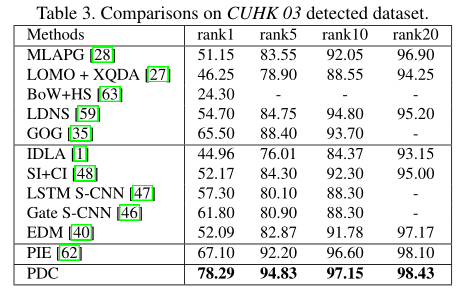 Table 3. Comparisons on CUHK 03 detected dataset.
Methods rank1 rank5 rank10 rank20
MLAPG [28] 51.15 83.55 92.05 96.90
LOMO + XQDA [27] 46.25 78.90 88.55 94.25
BoW+HS [63] 24.30 - - -
LDNS [59] 54.70 84.75 94.80 95.20
GOG [35] 65.50 88.40 93.70 -
IDLA [1] 44.96 76.01 84.37 93.15
SI+CI [48] 52.17 84.30 92.30 95.00
LSTM S-CNN [47] 57.30 80.10 88.30 -
Gate S-CNN [46] 61.80 80.90 88.30 -
EDM [40] 52.09 82.87 91.78 97.17
PIE [62] 67.10 92.20 96.60 98.10
PDC 78.29 94.83 97.15 98.43